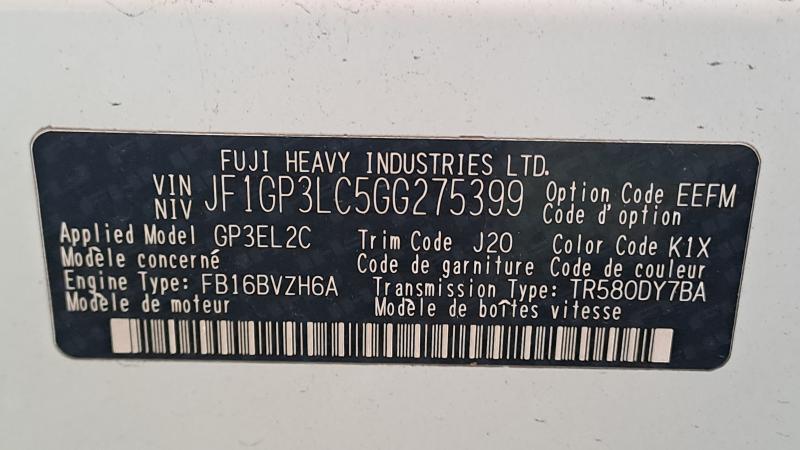 FUJI HEAVY INDUSTRIES LTD.
VIN NIV JF1GP3LC5GG275399 Option Code EEFM
Code d'option
Applied Model GP3EL2C Trim Code J20 Color Code K1X
Modèle concerné Code de garniture Code de couleur
Engine Type: FB16BVZH6A Transmission Type: TR580DY7BA
Modèle de moteur Modèle de boîtes vitesse